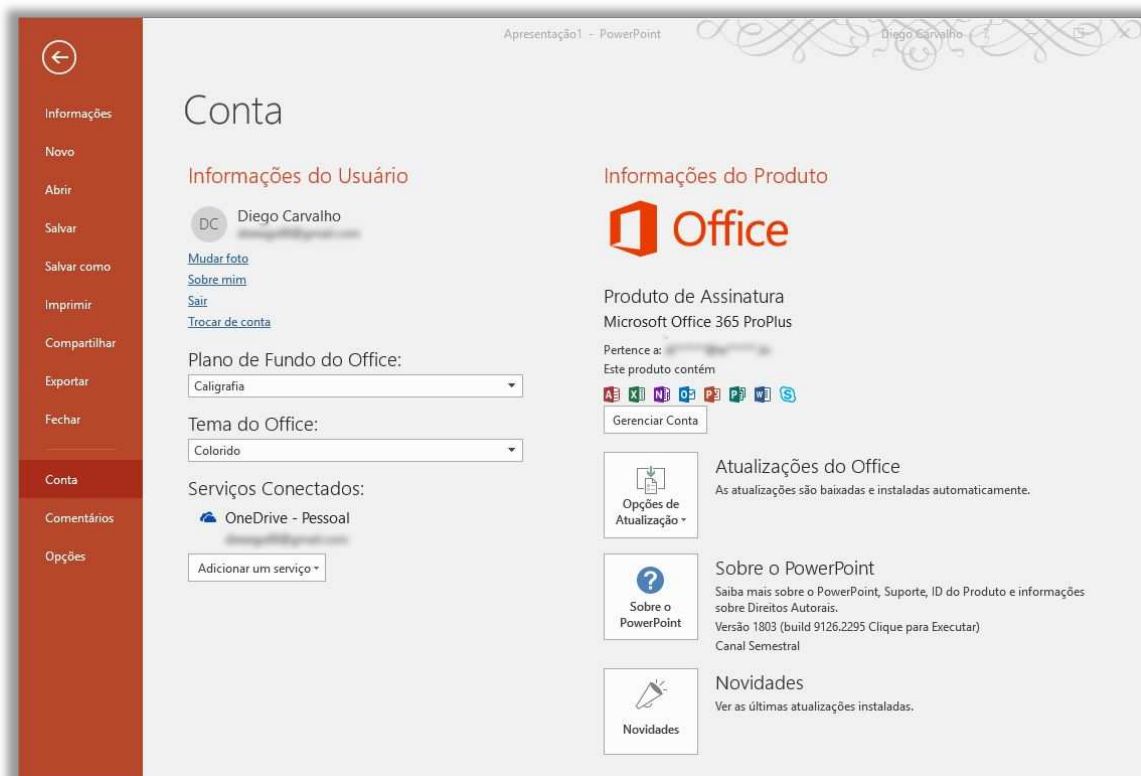 Apresentação1 - PowerPoint
Diego Carvalho
?
Informações
Novo
Abrir
Salvar
Salvar como
Imprimir
Compartilhar
Exportar
Fechar
Conta
Comentários
Opções
Conta
Informações do Usuário
DC
Diego Carvalho
Mudar foto
Sobre mim
Sair
Trocar de conta
Plano de Fundo do Office:
Caligrafia
Tema do Office:
Colorido
Serviços Conectados:
OneDrive - Pessoal
Adicionar um serviço
Informações do Produto
Office
Produto de Assinatura
Microsoft Office 365 ProPlus
Pertence a:
Este produto contém
Gerenciar Conta
Opções de
Atualização
Atualizações do Office
As atualizações são baixadas e instaladas automaticamente.
Sobre o
PowerPoint
Sobre o PowerPoint
Saiba mais sobre o PowerPoint, Suporte, ID do Produto e informações
sobre Direitos Autorais.
Versão 1803 (build 9126.2295 Clique para Executar)
Canal Semestral
Novidades
Novidades
Ver as últimas atualizações instaladas.